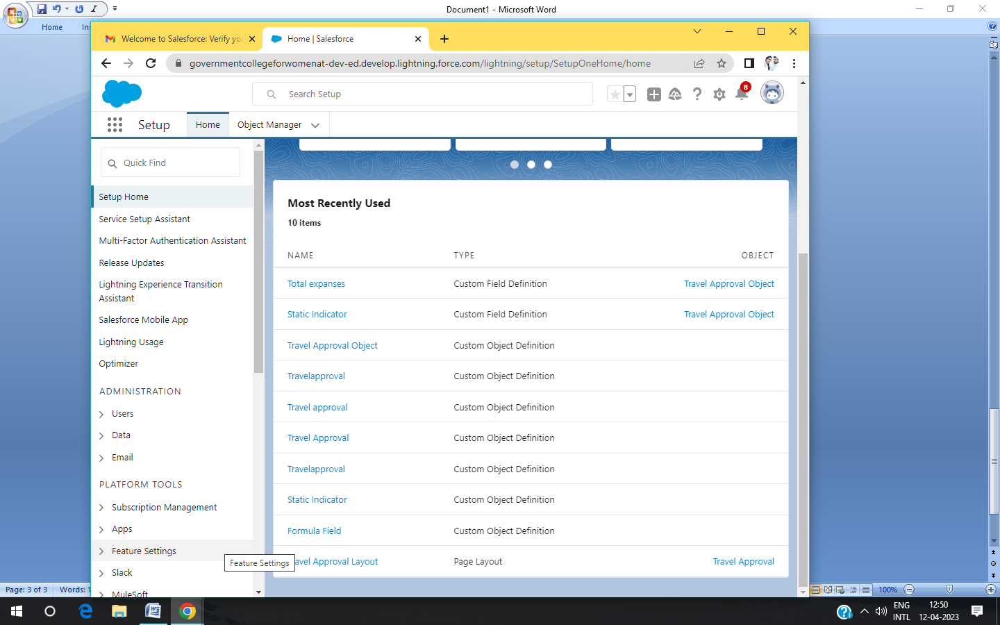 Document1 - Microsoft Word
Home
Welcome to Salesforce: Verify
Home | Salesforce
governmentcollegeforwomenat-dev-ed.develop.lightning.force.com/lightning/setup/SetupOneHome/home
Search Setup
8
Setup
Home
Object Manager
Quick Find
Setup Home
Service Setup Assistant
Multi-Factor Authentication Assistant
Release Updates
Lightning Experience Transition
Assistant
Salesforce Mobile App
Lightning Usage
Optimizer
ADMINISTRATION
Users
Data
Email
PLATFORM TOOLS
Subscription Management
Apps
Feature Settings
Slack
MuleSoft
Feature Settings
Most Recently Used
10 items
NAME TYPE OBJECT
Total expanses Custom Field Definition Travel Approval Object
Static Indicator Custom Field Definition Travel Approval Object
Travel Approval Object Custom Object Definition
Travelapproval Custom Object Definition
Travel approval Custom Object Definition
Travel Approval Custom Object Definition
Travelapproval Custom Object Definition
Static Indicator Custom Object Definition
Formula Field Custom Object Definition
Approval Layout Page Layout Travel Approval
Page: 3 of 3 Words: 100%
ENG 12:50
INTL 12-04-2023